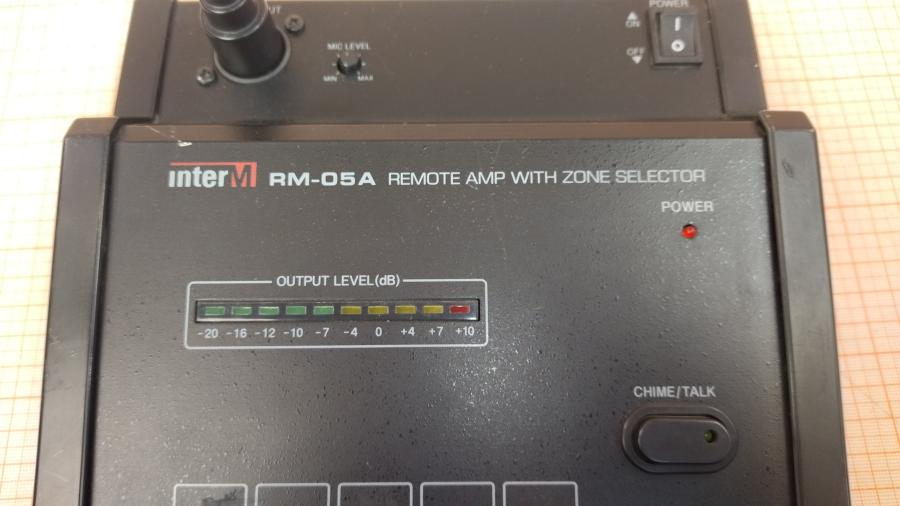 POWER
ON
OFF
MIC LEVEL
MIN MAX
interM RM-05A REMOTE AMP WITH ZONE SELECTOR
POWER
OUTPUT LEVEL(dB)
-20 -16 -12 -10 -7 -4 0 +4 +7 +10
CHIME/TALK